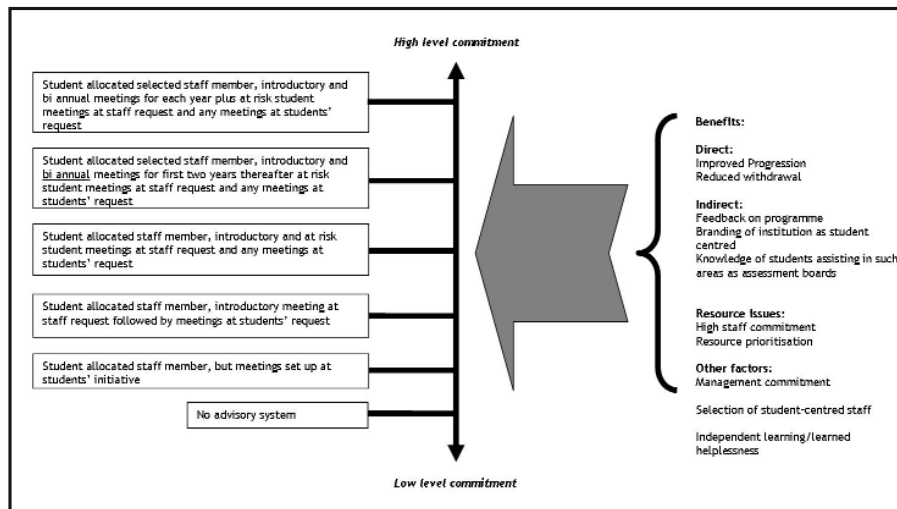 High level commitment
Student allocated selected staff member, introductory and
bi annual meetings for each year plus at risk student
meetings at staff request and any meetings at students’
request
Student allocated selected staff member, introductory and
bi annual meetings for first two years thereafter at risk
student meetings at staff request and any meetings at
students’ request
Student allocated staff member, introductory and at risk
student meetings at staff request and any meetings at
students’ request
Student allocated staff member, introductory meeting at
staff request followed by meetings at students’ request
Student allocated staff member, but meetings set up at
students’ initiative
No advisory system
Low level commitment
Benefits:
Direct:
Improved Progression
Reduced withdrawal
Indirect:
Feedback on programme
Branding of institution as student
centred
Knowledge of students assisting in such
areas as assessment boards
Resource Issues:
High staff commitment
Resource prioritisation
Other factors:
Management commitment
Selection of student-centred staff
Independent learning/learned
helplessness